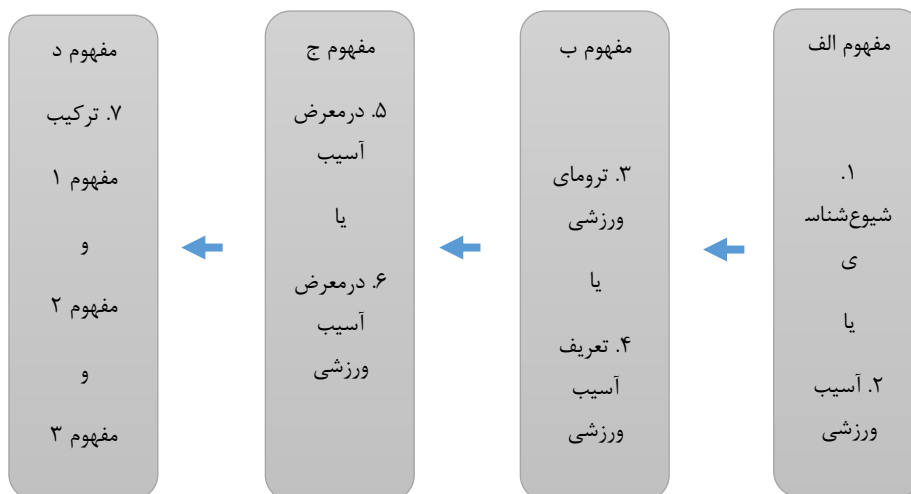 مفهوم الف
۱.
شیوع‌شناس
ی
یا
۲. آسیب
ورزشی
مفهوم ب
۳. ترومای
ورزشی
یا
۴. تعریف
آسیب
ورزشی
مفهوم ج
۵. درمعرض
آسیب
یا
۶. درمعرض
آسیب
ورزشی
مفهوم د
۷. ترکیب
مفهوم ۱
و
مفهوم ۲
و
مفهوم ۳